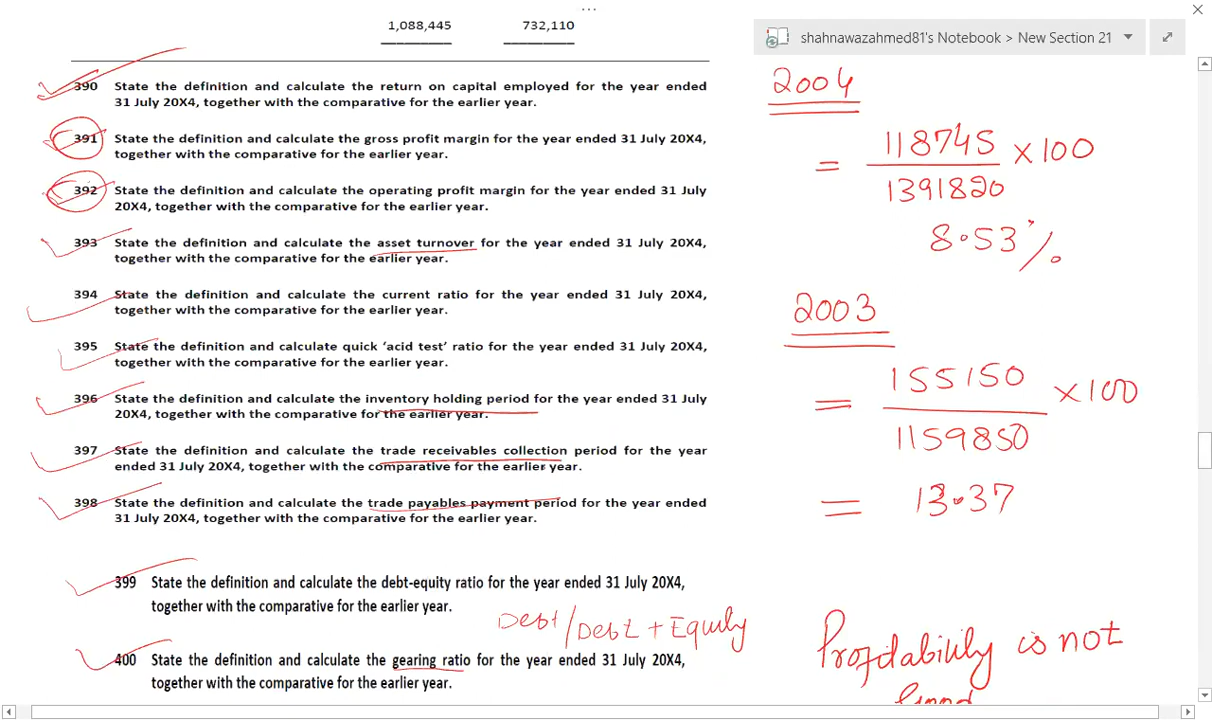 1,088,445 732,110
390 State the definition and calculate the return on capital employed for the year ended
31 July 20X4, together with the comparative for the earlier year.
391 State the definition and calculate the gross profit margin for the year ended 31 July 20X4,
together with the comparative for the earlier year.
392 State the definition and calculate the operating profit margin for the year ended 31 July
20X4, together with the comparative for the earlier year.
393 State the definition and calculate the asset turnover for the year ended 31 July 20X4,
together with the comparative for the earlier year.
394 State the definition and calculate the current ratio for the year ended 31 July 20X4,
together with the comparative for the earlier year.
395 State the definition and calculate quick ‘acid test’ ratio for the year ended 31 July 20X4,
together with the comparative for the earlier year.
396 State the definition and calculate the inventory holding period for the year ended 31 July
20X4, together with the comparative for the earlier year.
397 State the definition and calculate the trade receivables collection period for the year
ended 31 July 20X4, together with the comparative for the earlier year.
398 State the definition and calculate the trade payables payment period for the year ended
31 July 20X4, together with the comparative for the earlier year.
399 State the definition and calculate the debt-equity ratio for the year ended 31 July 20X4,
together with the comparative for the earlier year.
Debt/Debt + Equity
400 State the definition and calculate the gearing ratio for the year ended 31 July 20X4,
together with the comparative for the earlier year.
shahnawazahmed81's Notebook > New Section 21
2004
= 118745 × 100
1391820
8.53%
2003
= 155150 × 100
1159850
= 13.37
Profitability is not
Good